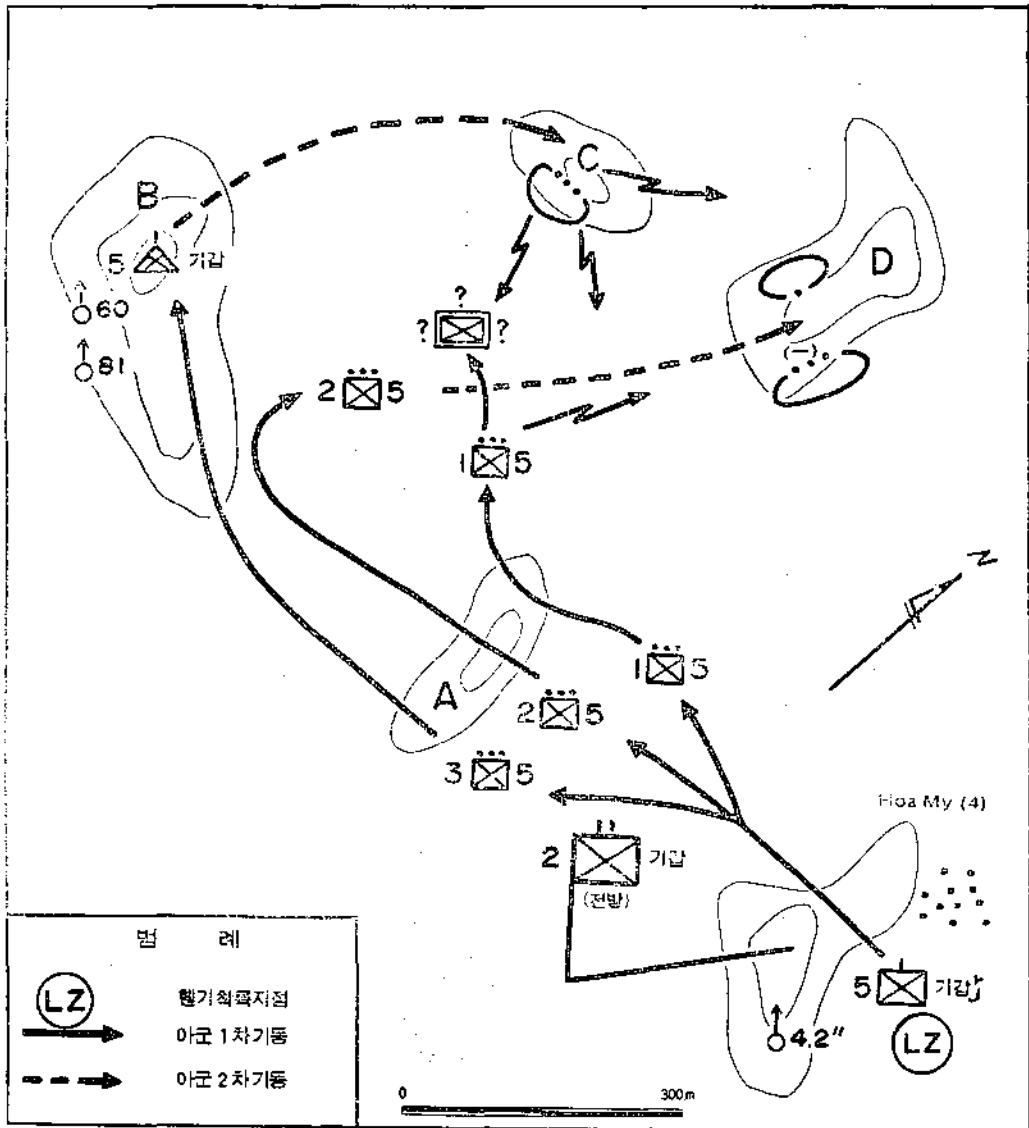 B
C
5 기갑
D
60
?
? ?
81
(—)
2 5
1 5
N
1 5
A
2 5
3 5
Hoa My (4)
2 기갑
(전방)
범 례
5 기갑
LZ 헬기착륙지점
4.2"
LZ
아군 1차기동
아군 2차기동
0 300m